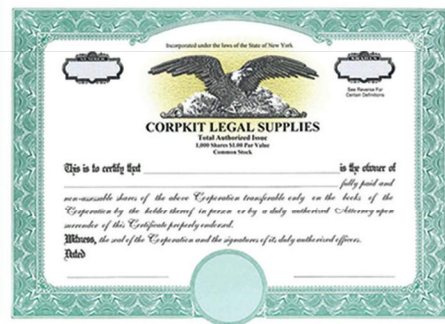 Incorporated under the laws of the State of New York
NUMBER
SHARES
See Reverse For
Certain Definitions
CORPKIT LEGAL SUPPLIES
Total Authorized Issue
1,000 Shares $1.00 Par Value
Common Stock
This is to certify that is the owner of
fully paid and
non-assessable shares of the above Corporation transferable only on the books of the
Corporation by the holder thereof in person or by a duly authorized Attorney upon
surrender of this Certificate properly endorsed.
Witness, the seal of the Corporation and the signatures of its duly authorized officers.
Dated